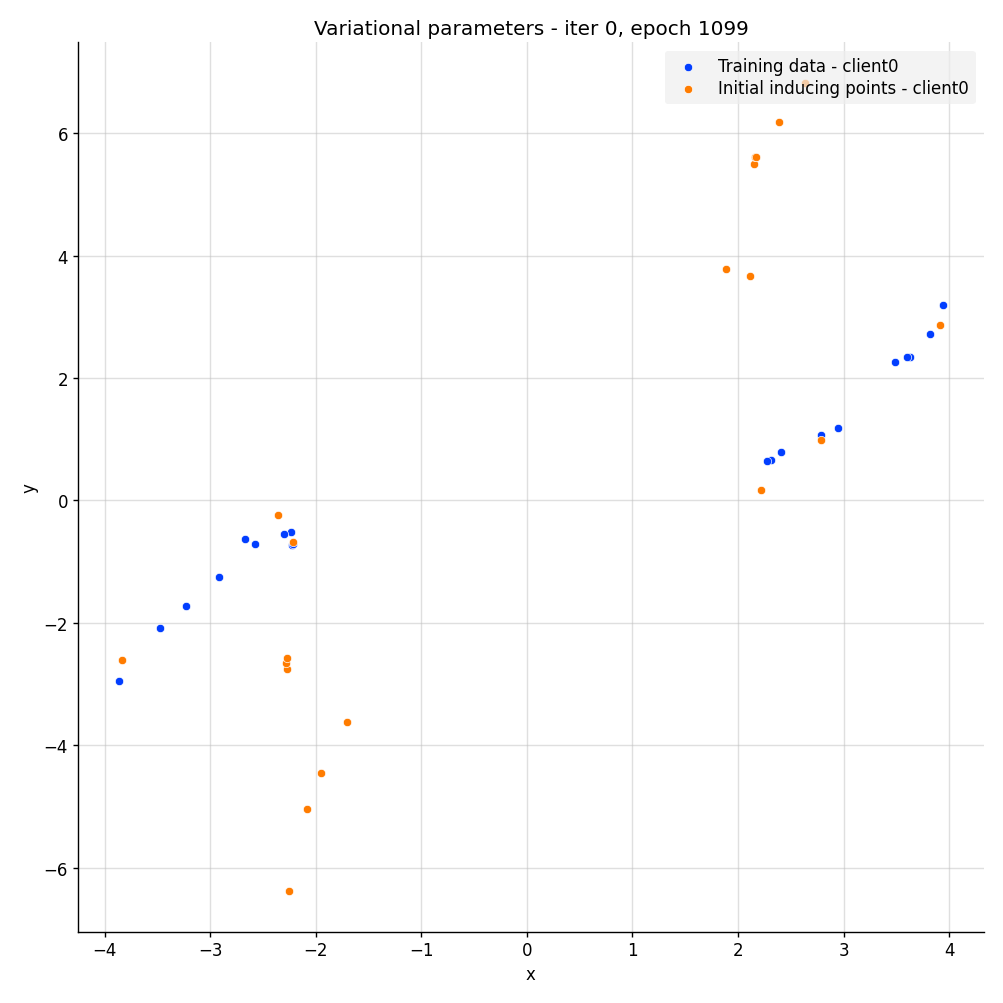 Variational parameters - iter 0, epoch 1099
Training data - client0
Initial inducing points - client0
6
4
2
0
−2
−4
−6
y
−4 −3 −2 −1 0 1 2 3 4
x